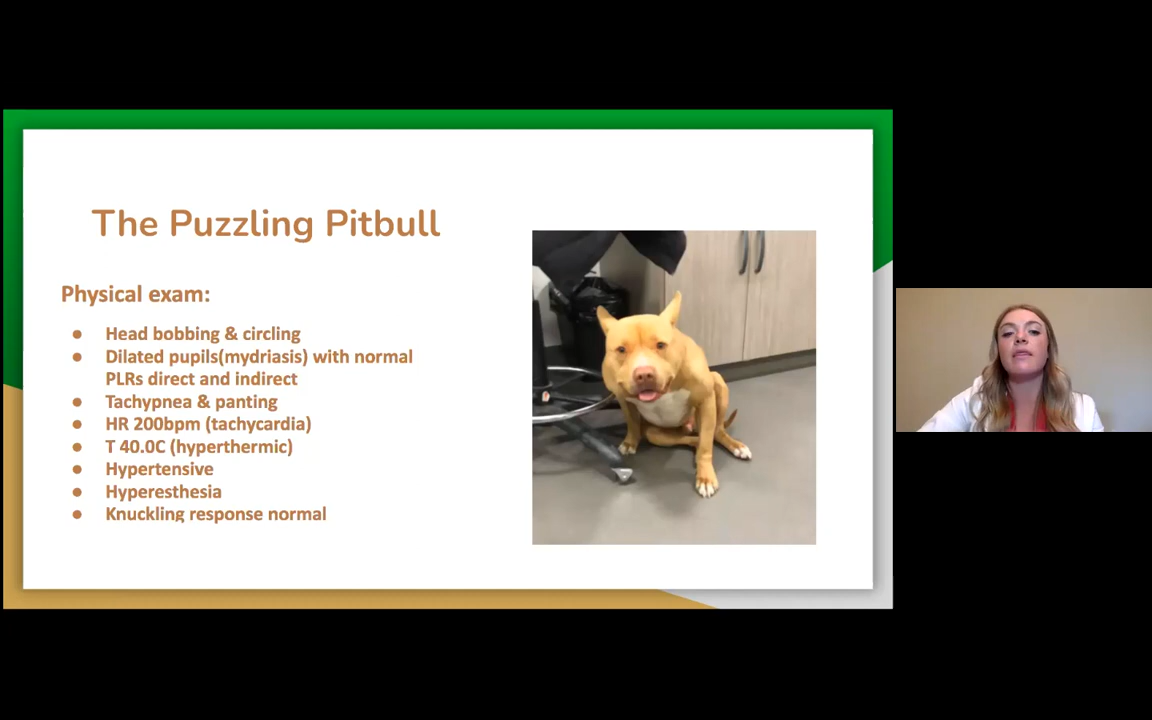 The Puzzling Pitbull
Physical exam:
● Head bobbing & circling
● Dilated pupils(mydriasis) with normal
PLRs direct and indirect
● Tachypnea & panting
● HR 200bpm (tachycardia)
● T 40.0C (hyperthermic)
● Hypertensive
● Hyperesthesia
● Knuckling response normal